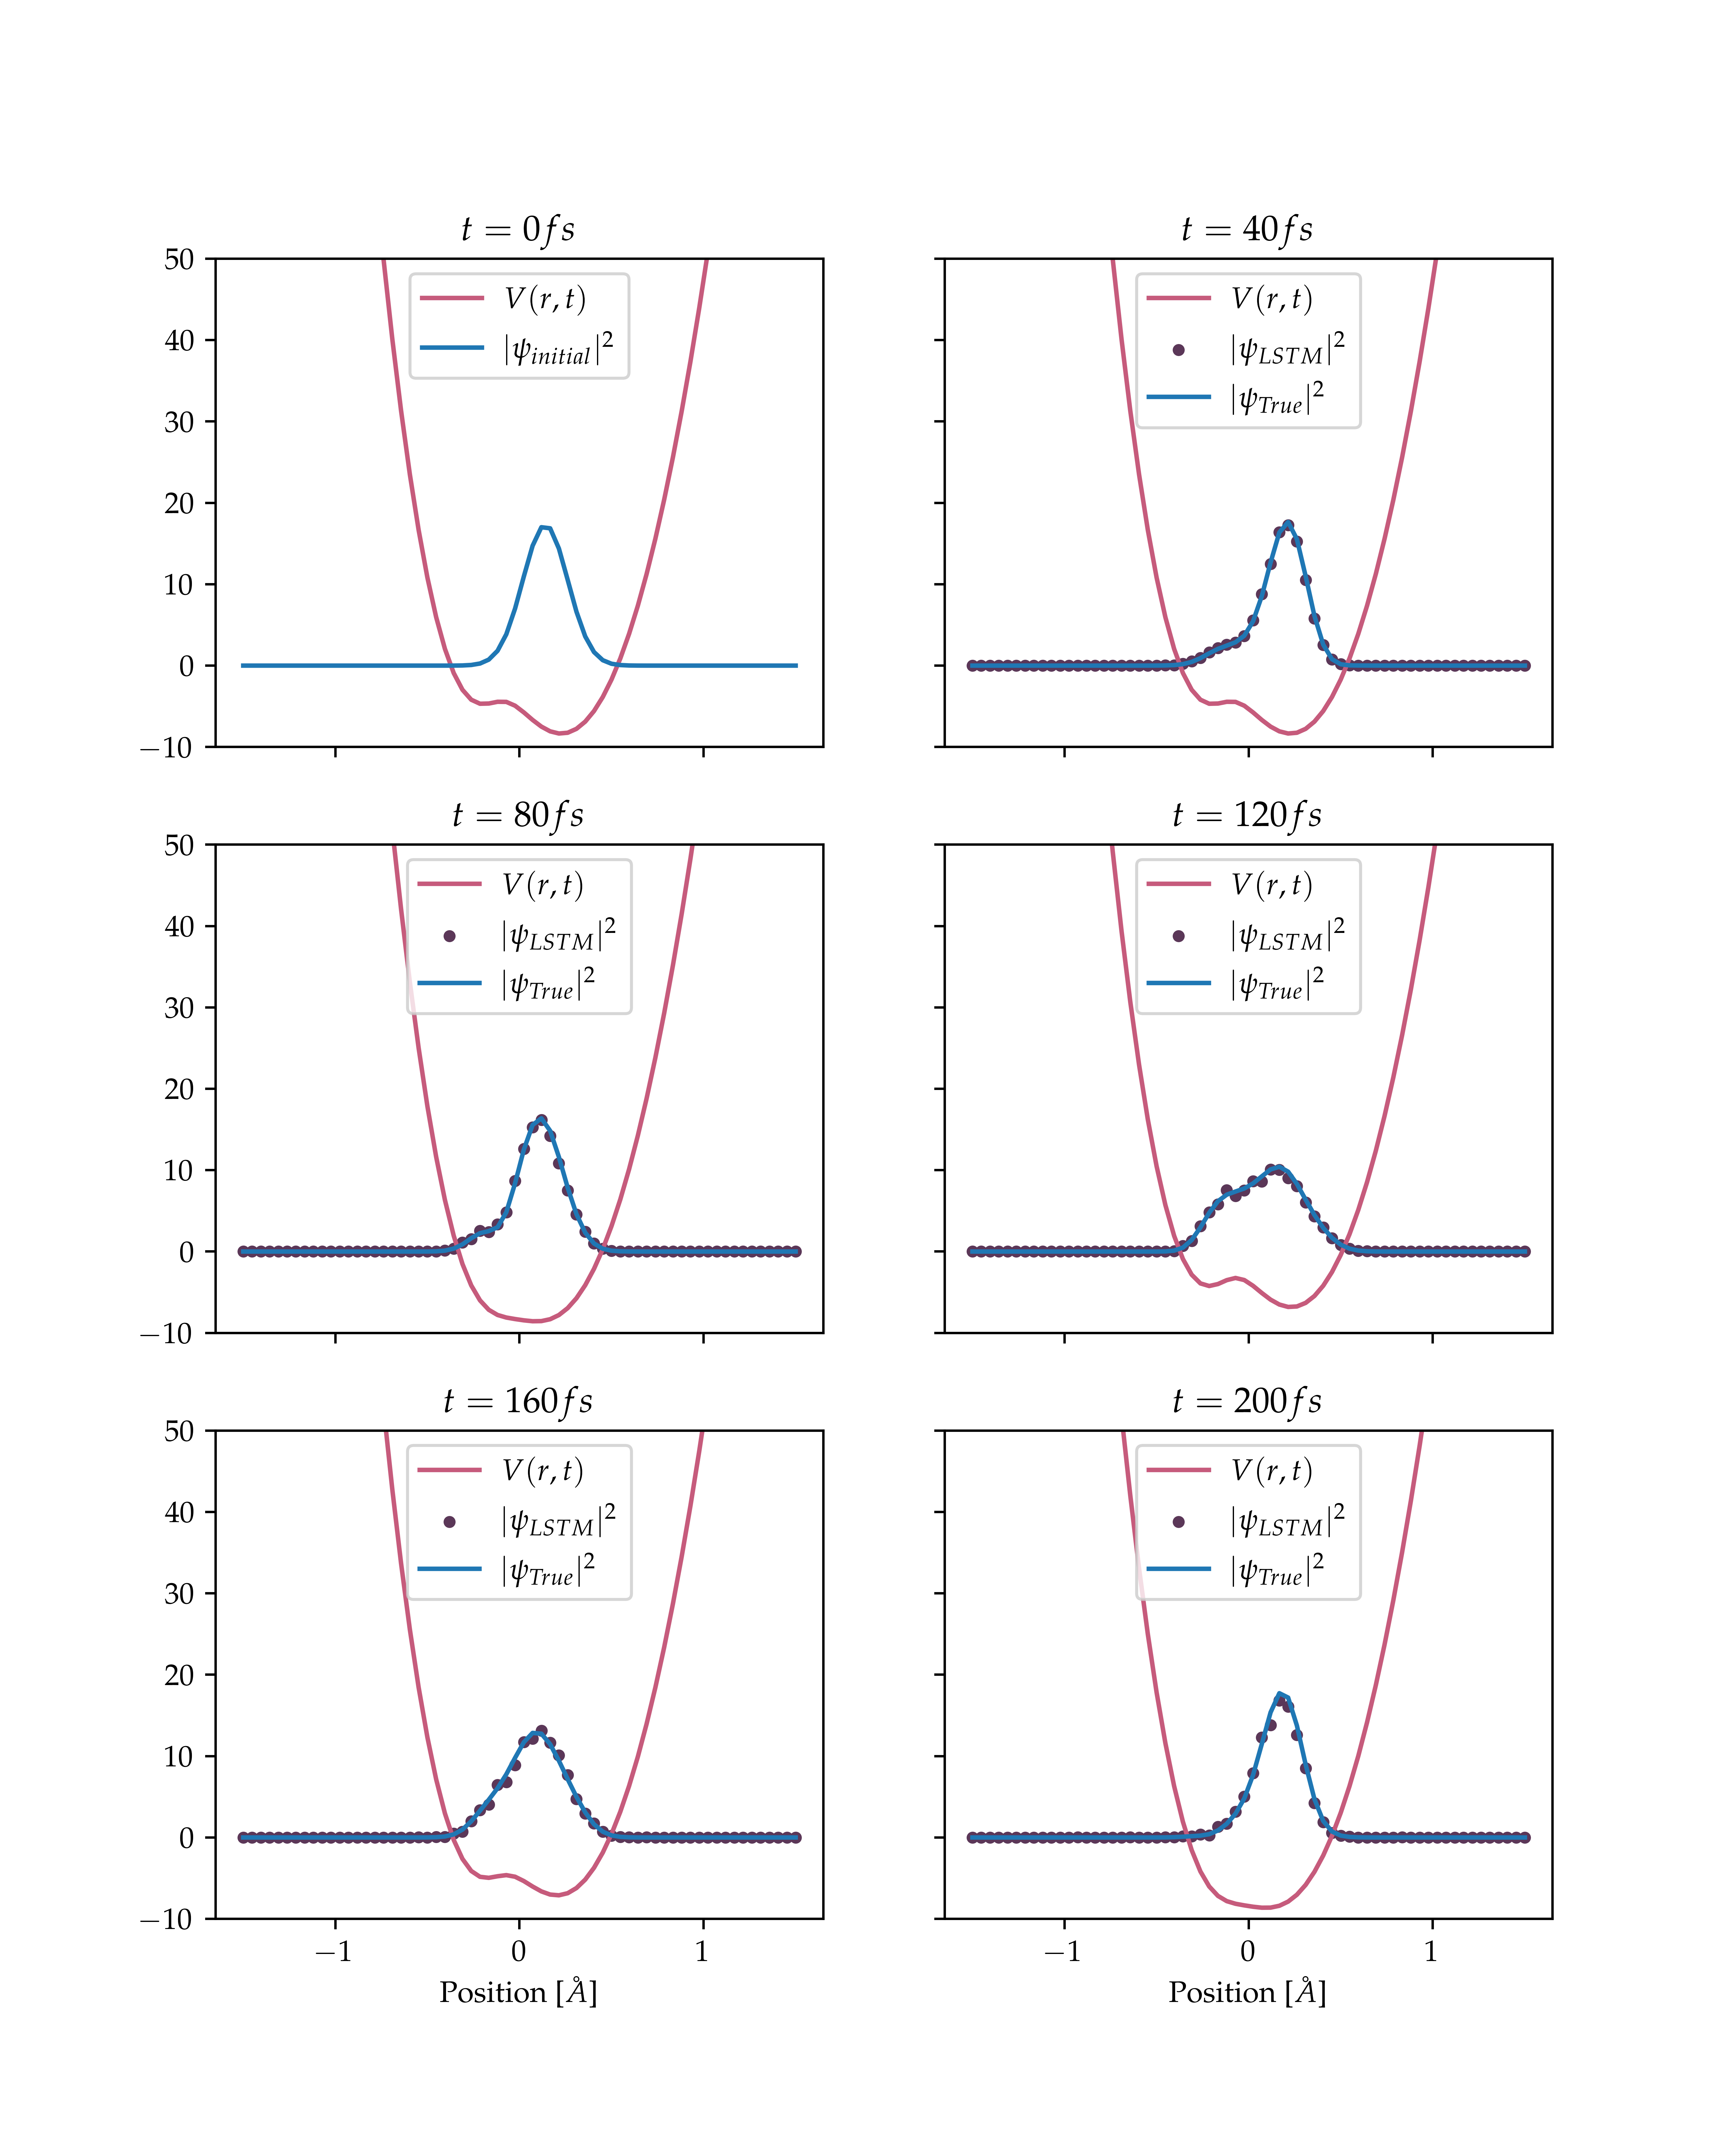 t = 0fs
50
40
30
20
10
0
−10
V(r, t)
|ψ_initial|²
t = 40fs
V(r, t)
|ψ_LSTM|²
|ψ_True|²
t = 80fs
50
40
30
20
10
0
−10
V(r, t)
|ψ_LSTM|²
|ψ_True|²
t = 120fs
V(r, t)
|ψ_LSTM|²
|ψ_True|²
t = 160fs
50
40
30
20
10
0
−10
V(r, t)
|ψ_LSTM|²
|ψ_True|²
−1 0 1
Position [Å]
t = 200fs
V(r, t)
|ψ_LSTM|²
|ψ_True|²
−1 0 1
Position [Å]